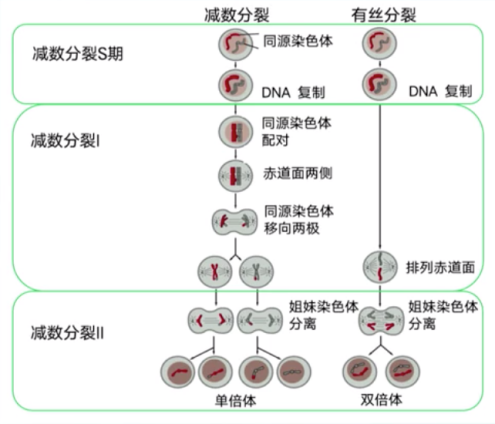 减数分裂
有丝分裂
减数分裂S期
同源染色体
DNA 复制
DNA 复制
减数分裂I
同源染色体
配对
赤道面两侧
同源染色体
移向两极
排列赤道面
减数分裂II
姐妹染色体
分离
姐妹染色体
分离
单倍体
双倍体